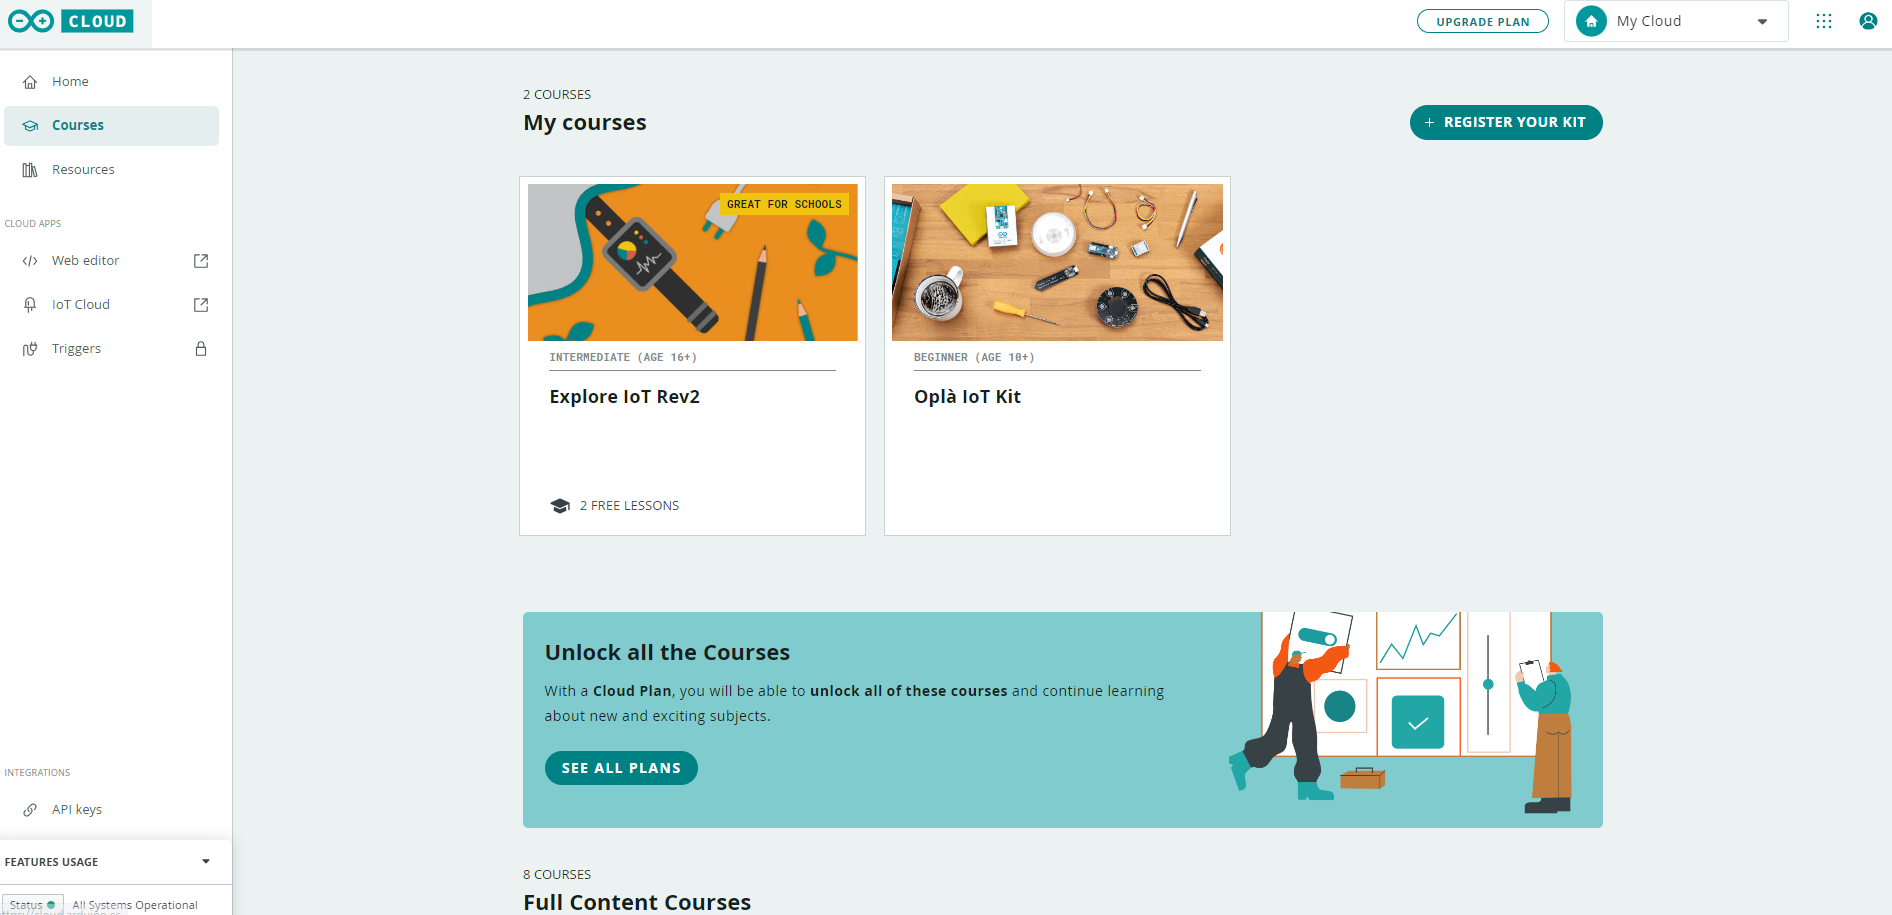 CLOUD
UPGRADE PLAN
My Cloud
Home
Courses
Resources
CLOUD APPS
Web editor
IoT Cloud
Triggers
INTEGRATIONS
API keys
FEATURES USAGE
Status
All Systems Operational
2 COURSES
My courses
+ REGISTER YOUR KIT
GREAT FOR SCHOOLS
INTERMEDIATE (AGE 16+)
Explore IoT Rev2
2 FREE LESSONS
BEGINNER (AGE 10+)
Oplà IoT Kit
Unlock all the Courses
With a Cloud Plan, you will be able to unlock all of these courses and continue learning
about new and exciting subjects.
SEE ALL PLANS
8 COURSES
Full Content Courses